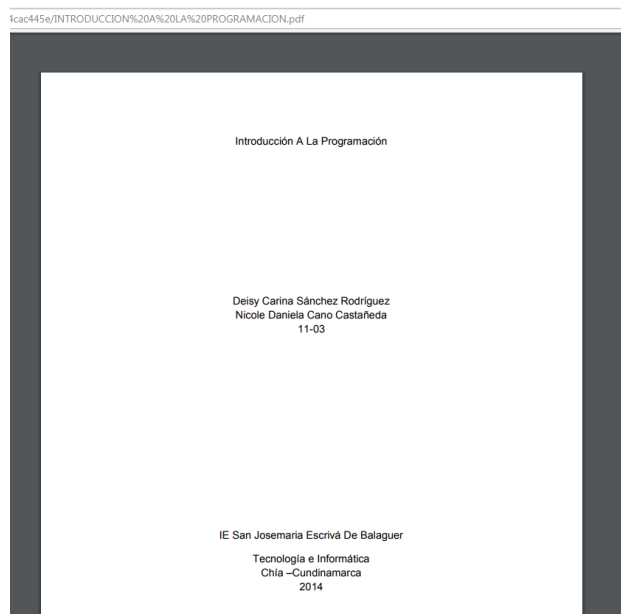 4cac445e/INTRODUCCION%20A%20LA%20PROGRAMACION.pdf
Introducción A La Programación
Deisy Carina Sánchez Rodríguez
Nicole Daniela Cano Castañeda
11-03
IE San Josemaria Escrivá De Balaguer
Tecnología e Informática
Chía –Cundinamarca
2014